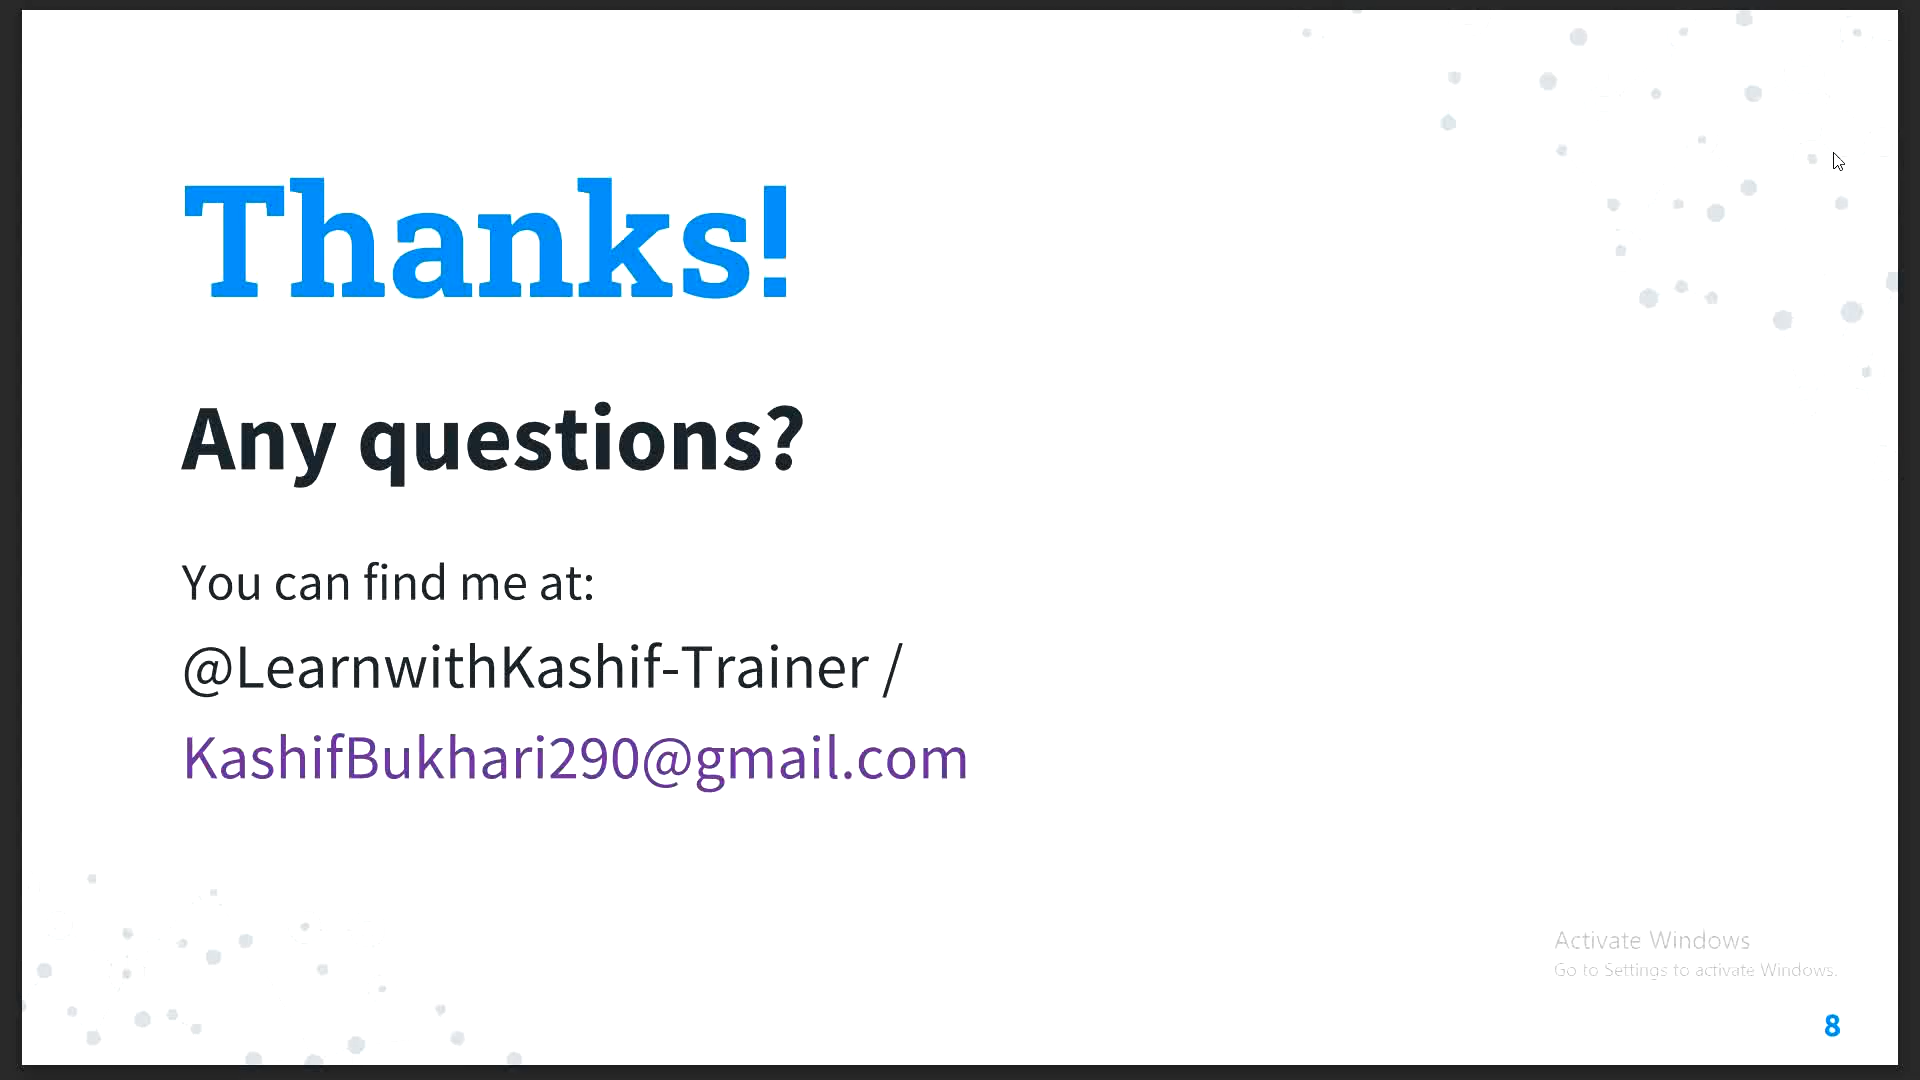 Thanks!
Any questions?
You can find me at:
@LearnwithKashif-Trainer /
KashifBukhari290@gmail.com
Activate Windows
Go to Settings to activate Windows.
8